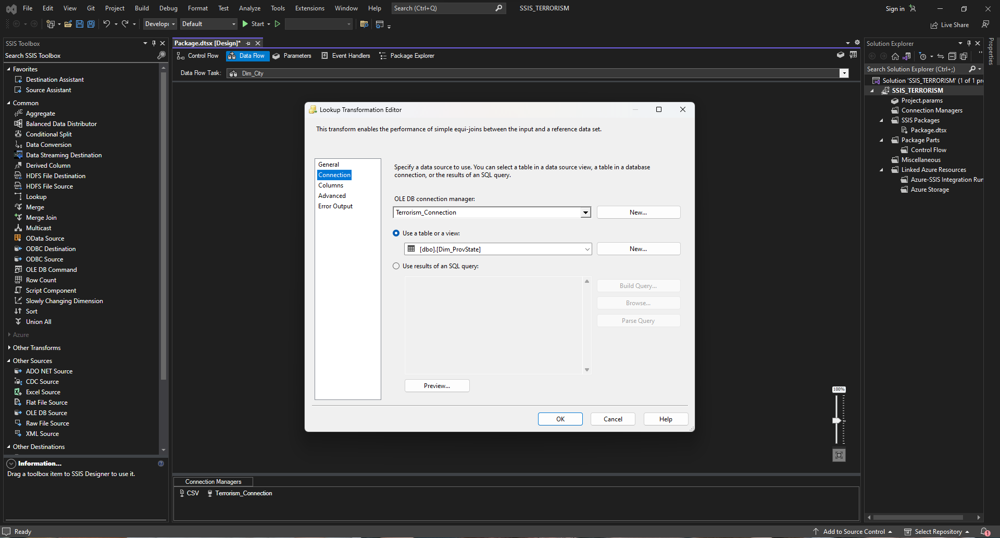 File Edit View Git Project Build Debug Format Test Analyze Tools Extensions Window Help Search (Ctrl+Q) SSIS_TERRORISM Sign in
Develop Default Start Live Share
SSIS Toolbox
Search SSIS Toolbox
Favorites
Destination Assistant
Source Assistant
Common
Aggregate
Balanced Data Distributor
Conditional Split
Data Conversion
Data Streaming Destination
Derived Column
HDFS File Destination
HDFS File Source
Lookup
Merge
Merge Join
Multicast
OData Source
ODBC Destination
ODBC Source
OLE DB Command
Row Count
Script Component
Slowly Changing Dimension
Sort
Union All
Azure
Other Transforms
Other Sources
ADO NET Source
CDC Source
Excel Source
Flat File Source
OLE DB Source
Raw File Source
XML Source
Other Destinations
Information...
Drag a toolbox item to SSIS Designer to use it.
Package.dtsx [Design]*
Control Flow Data Flow Parameters Event Handlers Package Explorer
Data Flow Task: Dim_City
Lookup Transformation Editor
This transform enables the performance of simple equi-joins between the input and a reference data set.
General
Connection
Columns
Advanced
Error Output
Specify a data source to use. You can select a table in a data source view, a table in a database
connection, or the results of an SQL query.
OLE DB connection manager:
Terrorism_Connection New...
Use a table or a view:
[dbo].[Dim_ProvState] New...
Use results of an SQL query:
Build Query...
Browse...
Parse Query
Preview...
OK Cancel Help
100%
Connection Managers
CSV Terrorism_Connection
Solution Explorer
Search Solution Explorer (Ctrl+;)
Solution 'SSIS_TERRORISM' (1 of 1 pr
SSIS_TERRORISM
Project.params
Connection Managers
SSIS Packages
Package.dtsx
Package Parts
Control Flow
Miscellaneous
Linked Azure Resources
Azure-SSIS Integration Run
Azure Storage
Properties
Ready Add to Source Control Select Repository 1